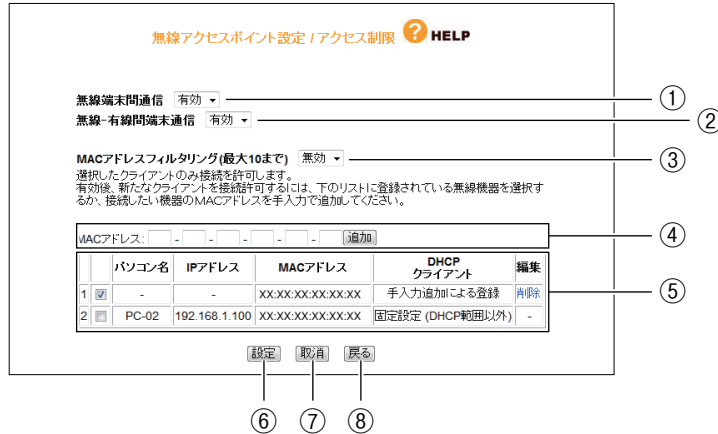 無線アクセスポイント設定 / アクセス制限 ? HELP
無線端末間通信 有効 ①
無線-有線間端末通信 有効 ②
MACアドレスフィルタリング(最大10まで) 無効 ③
選択したクライアントのみ接続を許可します。
有効後、新たなクライアントを接続許可するには、下のリストに登録されている無線機器を選択す
るか、接続したい機器のMACアドレスを手入力で追加してください。
MACアドレス: - - - - - 追加 ④
パソコン名 IPアドレス MACアドレス DHCP クライアント 編集
1 - - XX:XX:XX:XX:XX:XX 手入力追加による登録 削除 ⑤
2 PC-02 192.168.1.100 XX:XX:XX:XX:XX:XX 固定設定 (DHCP範囲以外) -
設定 取消 戻る
⑥ ⑦ ⑧